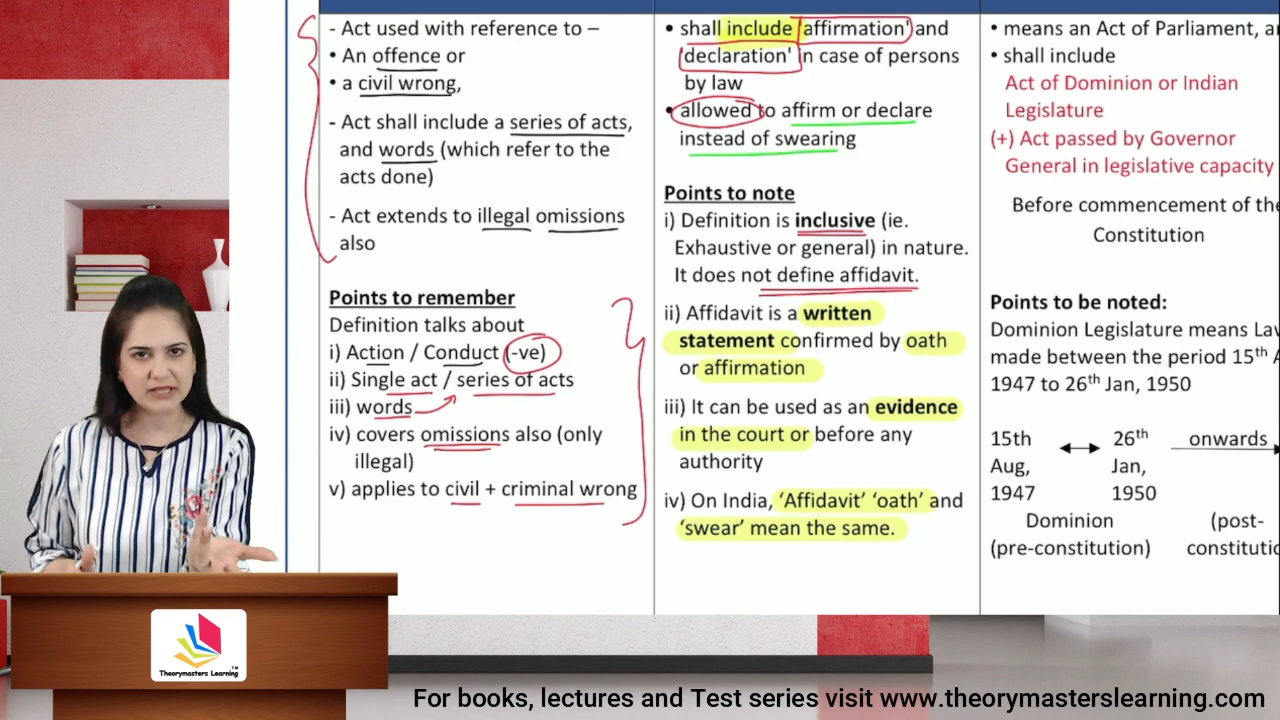 - Act used with reference to –
• An offence or
• a civil wrong,
- Act shall include a series of acts,
and words (which refer to the
acts done)
- Act extends to illegal omissions
also
Points to remember
Definition talks about
i) Action / Conduct (-ve)
ii) Single act / series of acts
iii) words
iv) covers omissions also (only
illegal)
v) applies to civil + criminal wrong
• shall include 'affirmation' and
'declaration' in case of persons
by law
• allowed to affirm or declare
instead of swearing
Points to note
i) Definition is inclusive (ie.
Exhaustive or general) in nature.
It does not define affidavit.
ii) Affidavit is a written
statement confirmed by oath
or affirmation
iii) It can be used as an evidence
in the court or before any
authority
iv) On India, 'Affidavit' 'oath' and
'swear' mean the same.
• means an Act of Parliament,
• shall include
Act of Dominion or Indian
Legislature
(+) Act passed by Governor
General in legislative capacity
Before commencement of the
Constitution
Points to be noted:
Dominion Legislature means
made between the period 15th
1947 to 26th Jan, 1950
15th 26th onwards
Aug, Jan,
1947 1950
Dominion (post-
(pre-constitution)
Theorymasters Learning™
For books, lectures and Test series visit www.theorymasterslearning.com